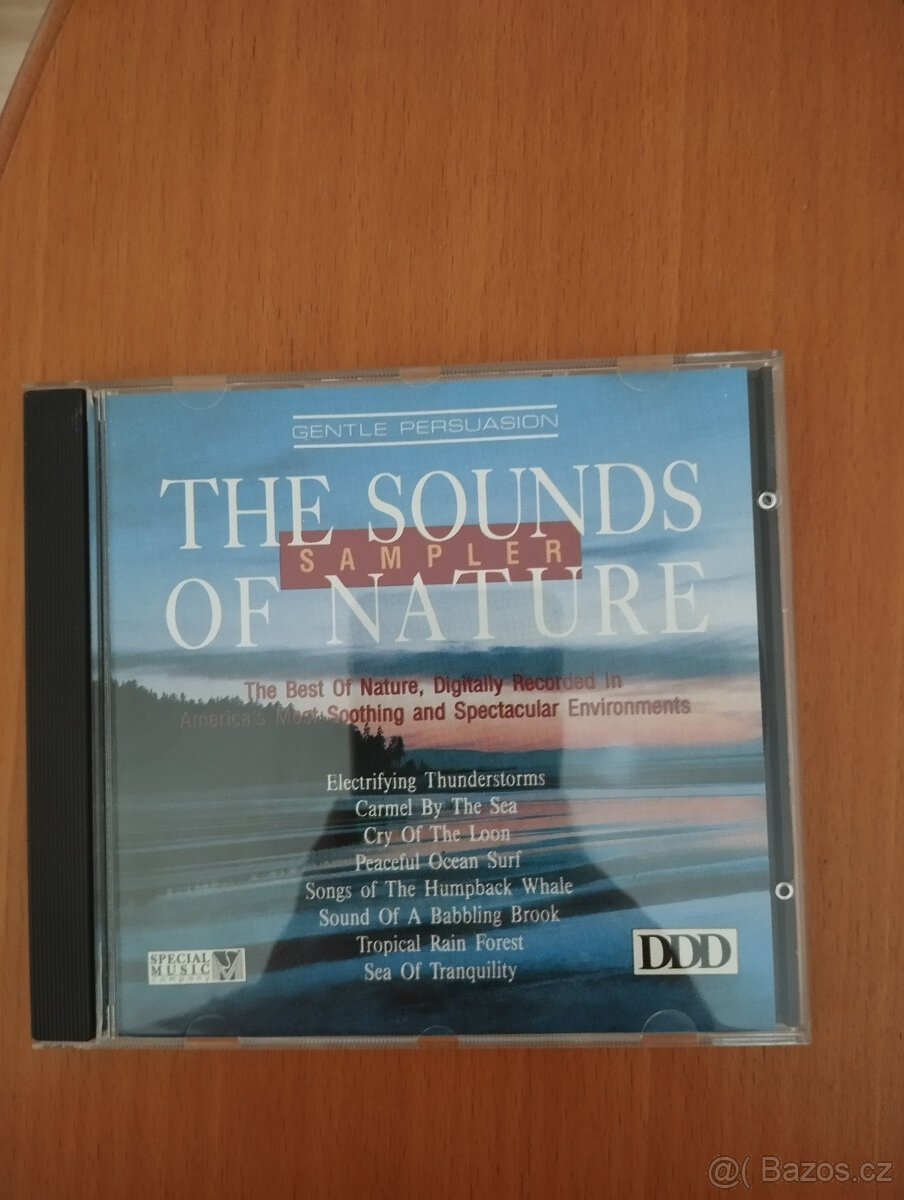 GENTLE PERSUASION
THE SOUNDS
SAMPLER
OF NATURE
The Best Of Nature, Digitally Recorded In
America's Most Soothing and Spectacular Environments
Electrifying Thunderstorms
Carmel By The Sea
Cry Of The Loon
Peaceful Ocean Surf
Songs of The Humpback Whale
Sound Of A Babbling Brook
Tropical Rain Forest
Sea Of Tranquility
SPECIAL
MUSIC
Company
DDD
@( Bazos.cz